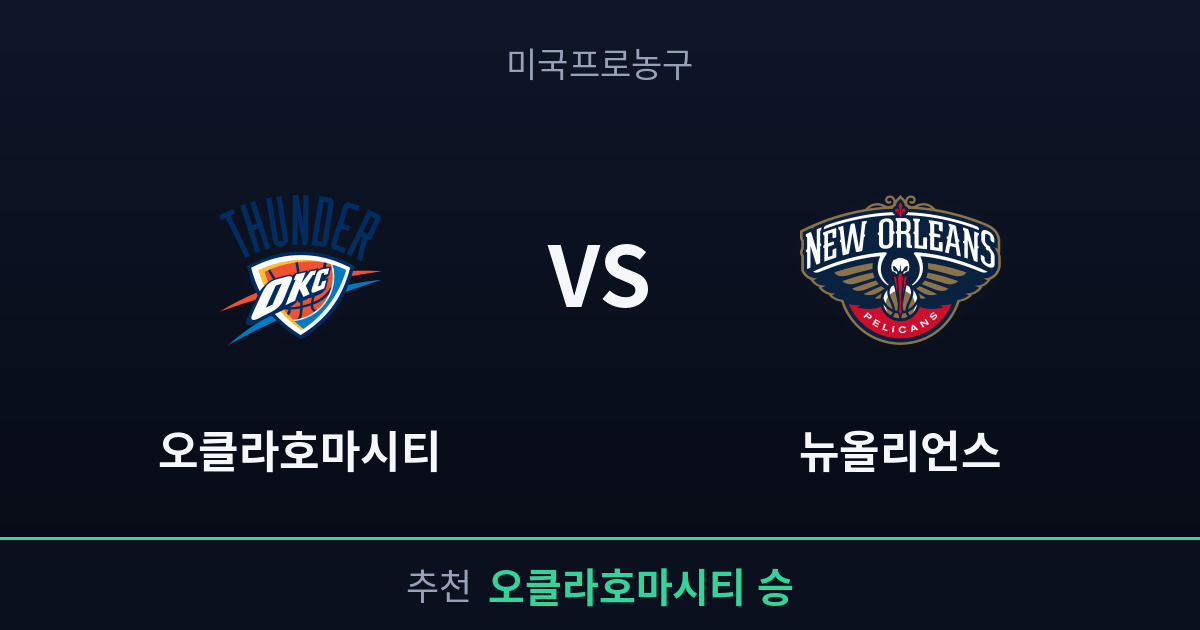 미국프로농구
THUNDER
OKC
VS
NEW ORLEANS
PELICANS
오클라호마시티
뉴올리언스
추천 오클라호마시티 승